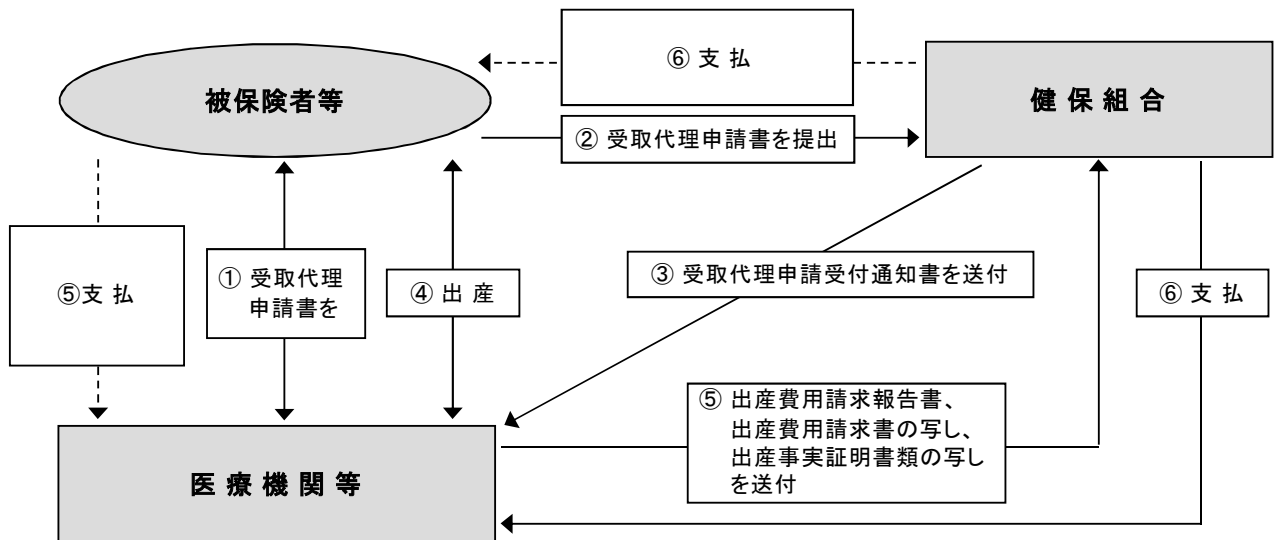 ⑥ 支 払
被保険者等
健 保 組 合
② 受取代理申請書を提出
① 受取代理
申請書を
③ 受取代理申請受付通知書を送付
⑤支 払
④ 出 産
⑥ 支 払
⑤ 出産費用請求報告書、
出産費用請求書の写し、
出産事実証明書類の写し
を送付
医 療 機 関 等